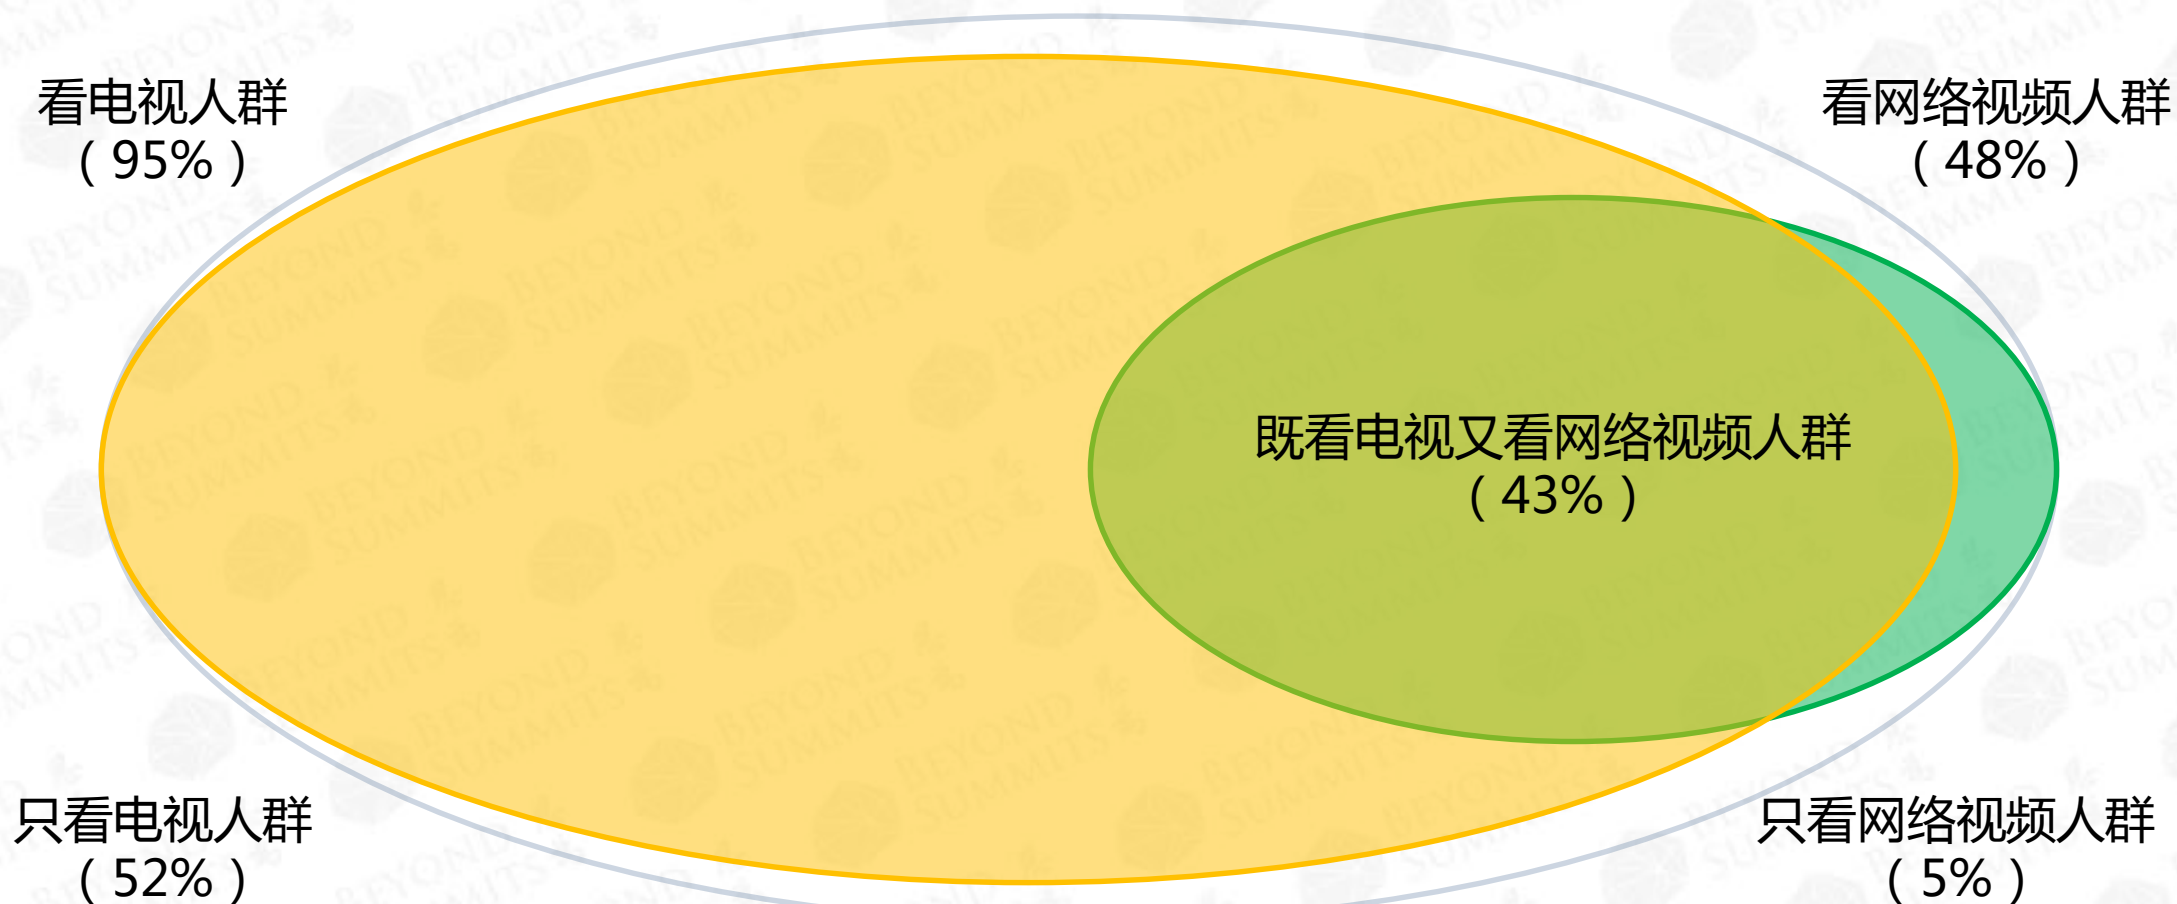 看电视人群
（95%）
看网络视频人群
（48%）
既看电视又看网络视频人群
（43%）
只看电视人群
（52%）
只看网络视频人群
（5%）
BEYOND
SUMMITS